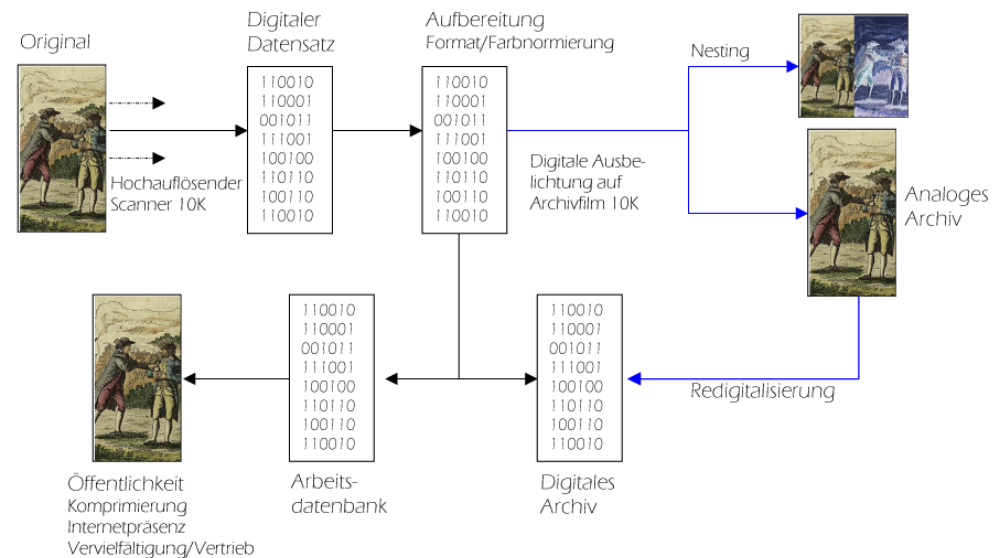 Original
Hochauflösender
Scanner 10K
Digitaler
Datensatz
110010
110001
001011
111001
100100
110110
100110
110010
Aufbereitung
Format/Farbnormierung
110010
110001
001011
111001
100100
110110
100110
110010
Nesting
Digitale Ausbe-
lichtung auf
Archivfilm 10K
Analoges
Archiv
Redigitalisierung
110010
110001
001011
111001
100100
110110
100110
110010
Digitales
Archiv
110010
110001
001011
111001
100100
110110
100110
110010
Arbeits-
datenbank
Öffentlichkeit
Komprimierung
Internetpräsenz
Vervielfältigung/Vertrieb